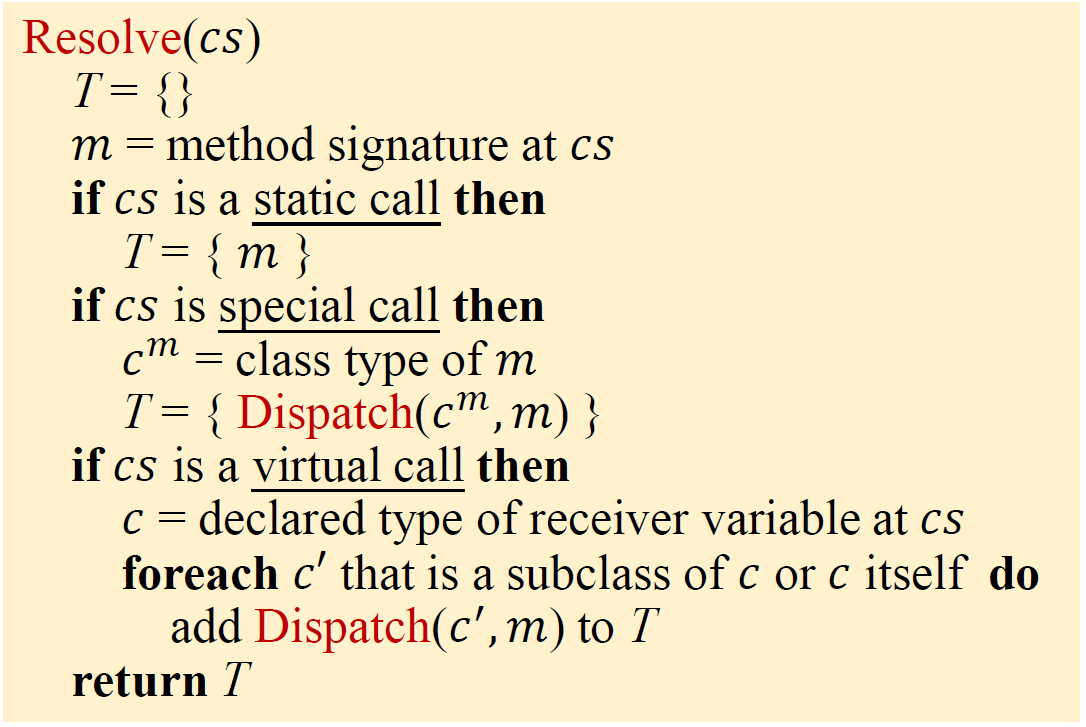 Resolve(cs)
T = {}
m = method signature at cs
if cs is a static call then
T = { m }
if cs is special call then
c^m = class type of m
T = { Dispatch(c^m, m) }
if cs is a virtual call then
c = declared type of receiver variable at cs
foreach c′ that is a subclass of c or c itself do
add Dispatch(c′, m) to T
return T